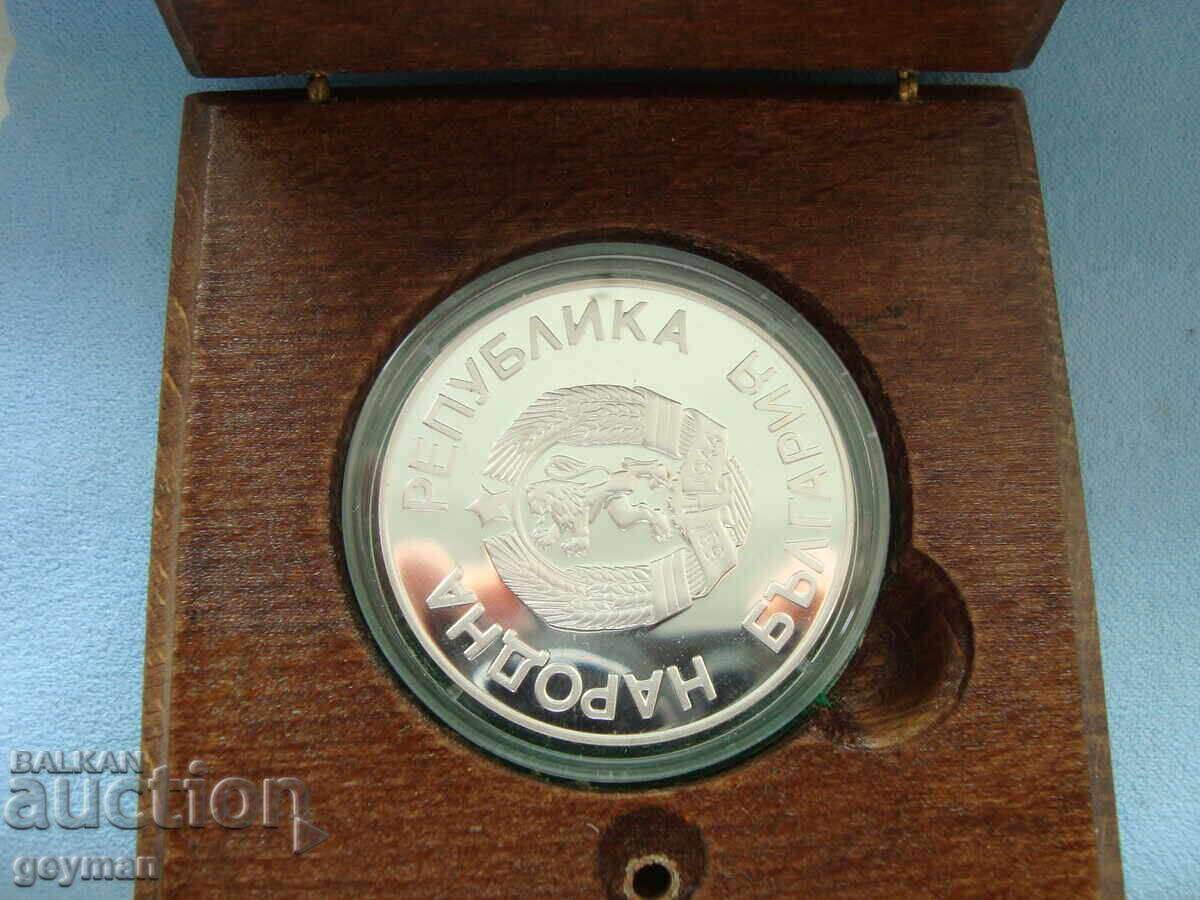 НАРОДНА РЕПУБЛИКА
БЪЛГАРИЯ
681
1944
BALKAN
auction
geyman